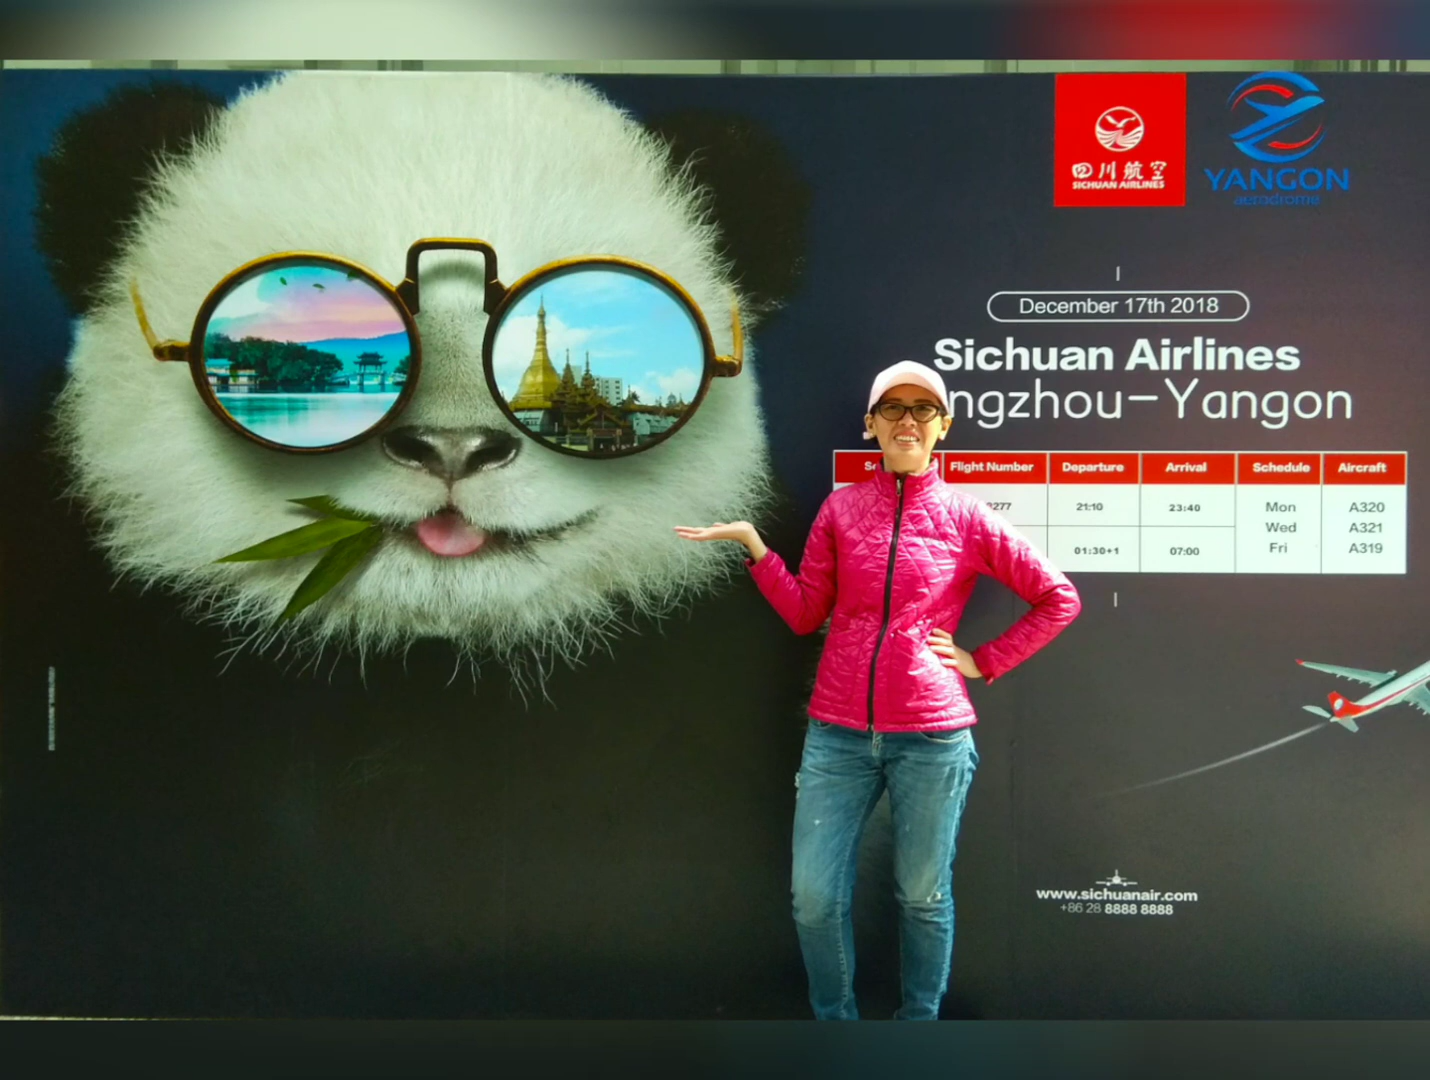 四川航空
SICHUAN AIRLINES
YANGON
aerodrome
December 17th 2018
Sichuan Airlines
ngzhou–Yangon
Flight Number Departure Arrival Schedule Aircraft
277 21:10 23:40 Mon A320
Wed A321
01:30+1 07:00 Fri A319
www.sichuanair.com
+86 28 8888 8888